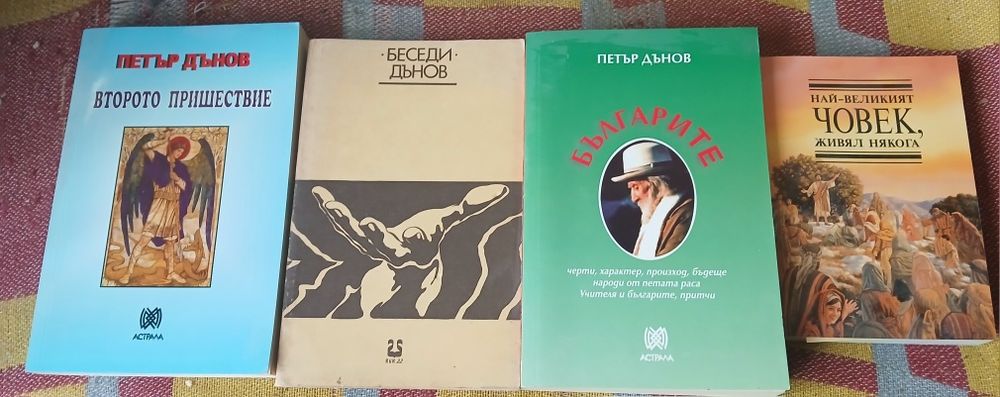 ПЕТЪР ДЪНОВ
ВТОРОТО ПРИШЕСТВИЕ
АСТРАЛА
·БЕСЕДИ·
ДЪНОВ
ПЕТЪР ДЪНОВ
БЪЛГАРИТЕ
черти, характер, произход, бъдеще
народи от петата раса
Учителя и българите, притчи
АСТРАЛА
НАЙ-ВЕЛИКИЯТ
ЧОВЕК,
ЖИВЯЛ НЯКОГА